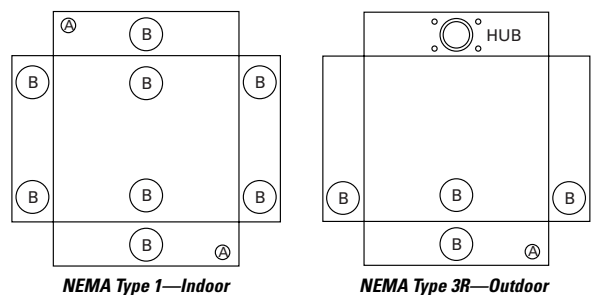 A B
B B B
B B B
B A
NEMA Type 1—Indoor
HUB
B B B
B A
NEMA Type 3R—Outdoor